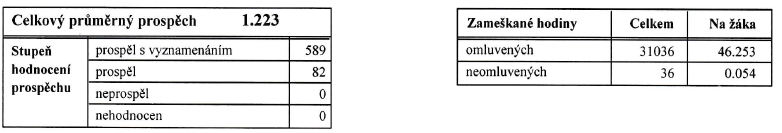 Celkový průměrný prospěch 1.223
Stupeň hodnocení prospěchu
prospěl s vyznamenáním 589
prospěl 82
neprospěl 0
nehodnocen 0
Zameškané hodiny Celkem Na žáka
omluvených 31036 46.253
neomluvených 36 0.054